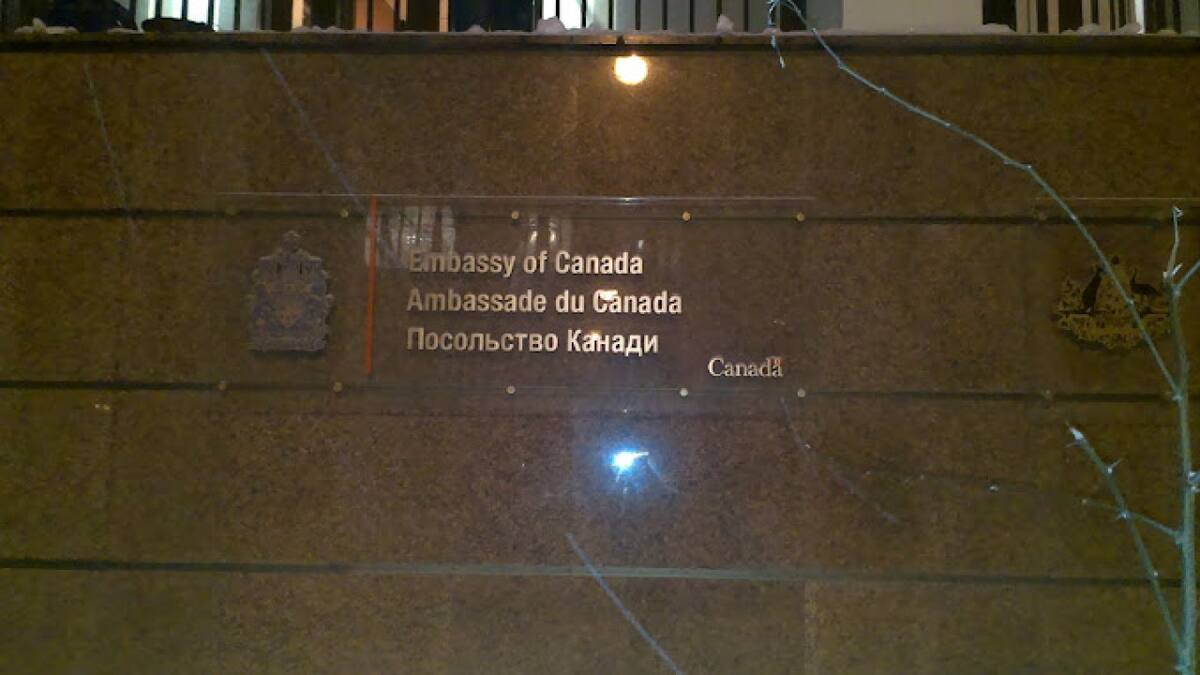 Embassy of Canada
Ambassade du Canada
Посольство Канади
Canada